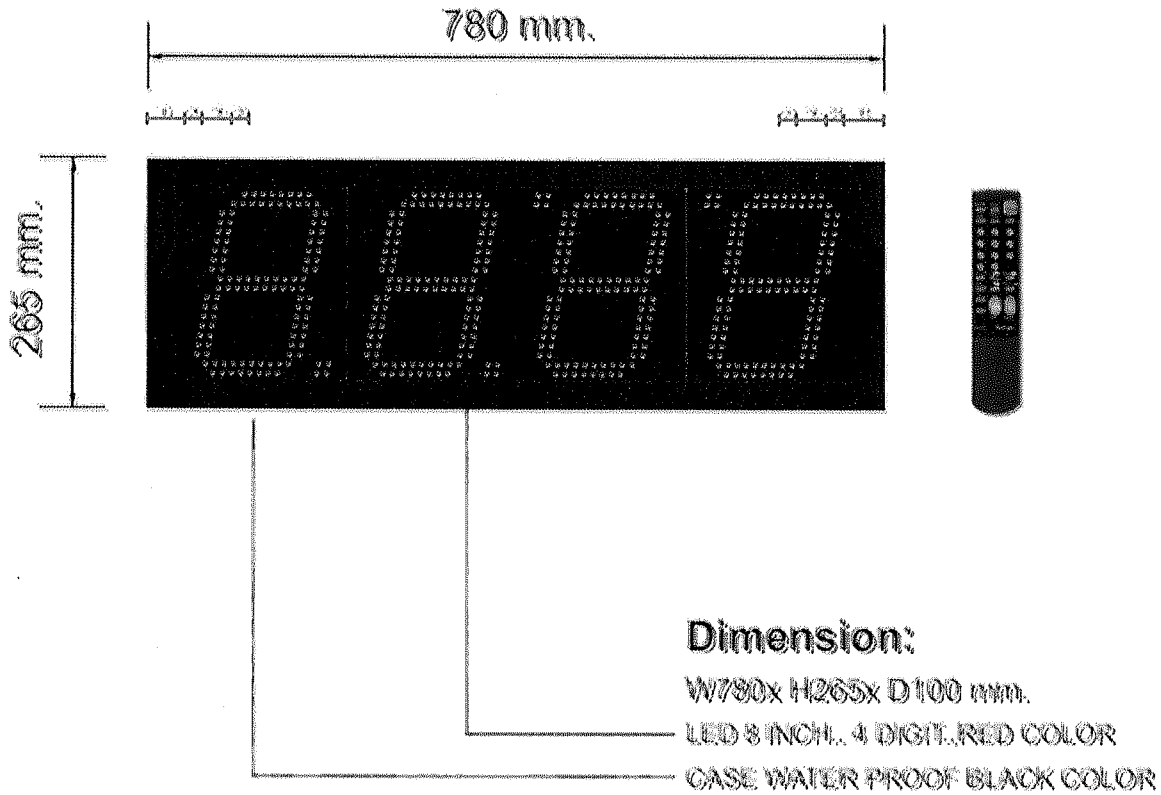 780 mm.
265 mm.
Dimension:
W780x H265x D100 mm.
LED 8 INCH.. 4 DIGIT..RED COLOR
CASE WATER PROOF BLACK COLOR